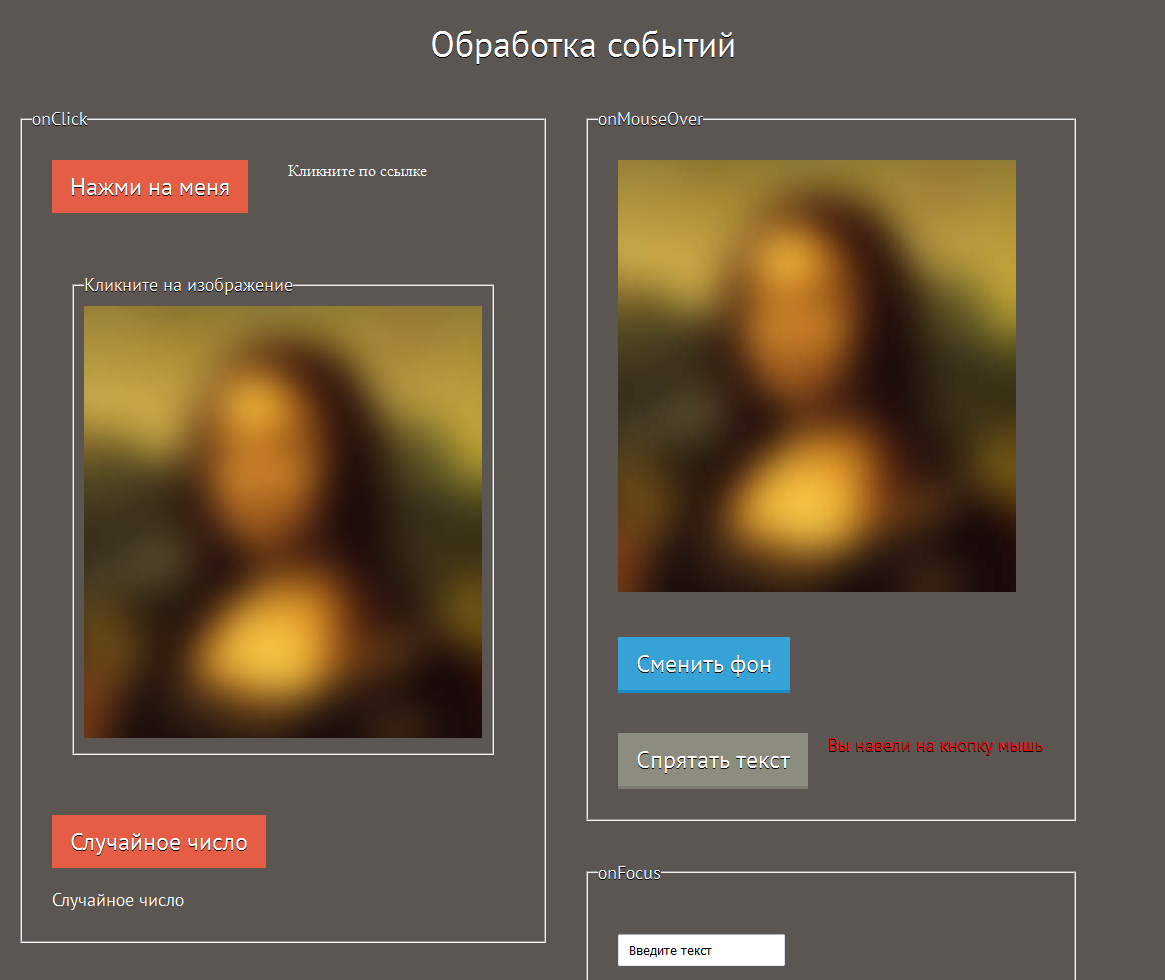 Обработка событий
onClick
Нажми на меня
Кликните по ссылке
Кликните на изображение
Случайное число
Случайное число
onMouseOver
Сменить фон
Спрятать текст
Вы навели на кнопку мышь
onFocus
Введите текст